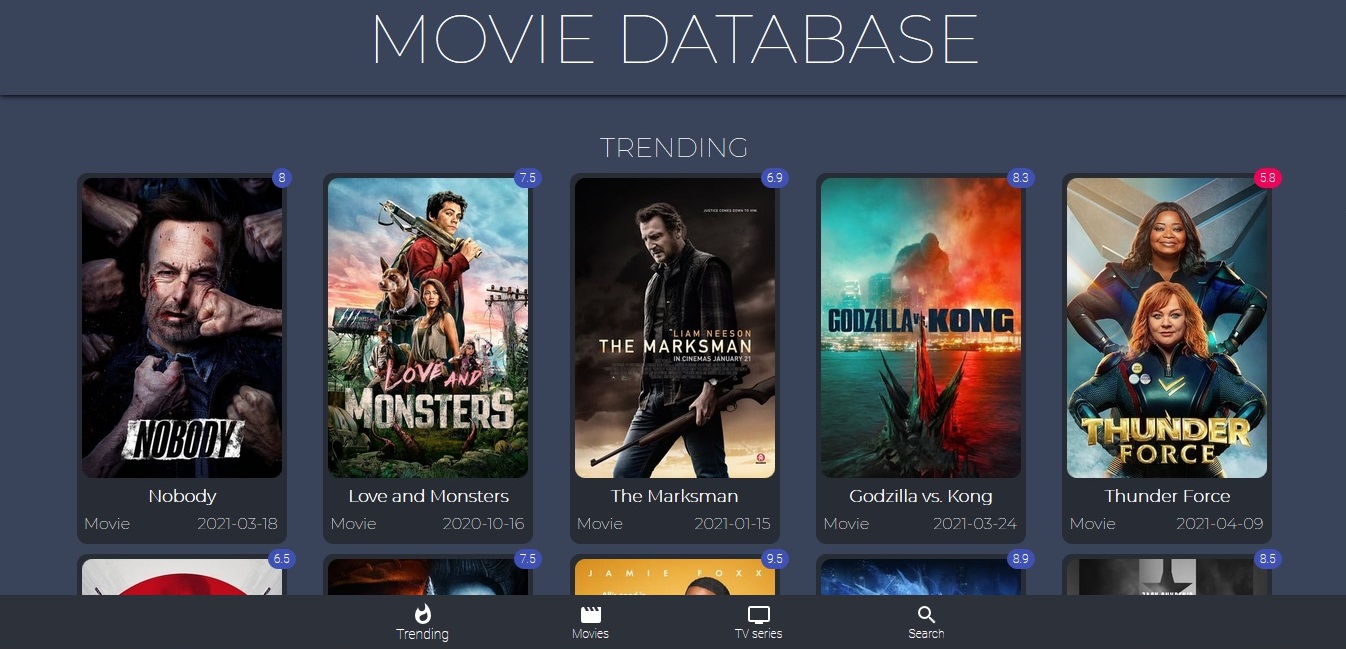 MOVIE DATABASE
TRENDING
8
7.5
6.9
8.3
5.8
JUSTICE COMES DOWN TO HIM.
LIAM NEESON
THE MARKSMAN
IN CINEMAS JANUARY 21
GODZILLA vs. KONG
LOVE AND
MONSTERS
NOBODY
THUNDER
FORCE
Nobody
Love and Monsters
The Marksman
Godzilla vs. Kong
Thunder Force
Movie 2021-03-18
Movie 2020-10-16
Movie 2021-01-15
Movie 2021-03-24
Movie 2021-04-09
6.5
7.5
9.5
8.9
8.5
JAMIE FOXX
Trending
Movies
TV series
Search